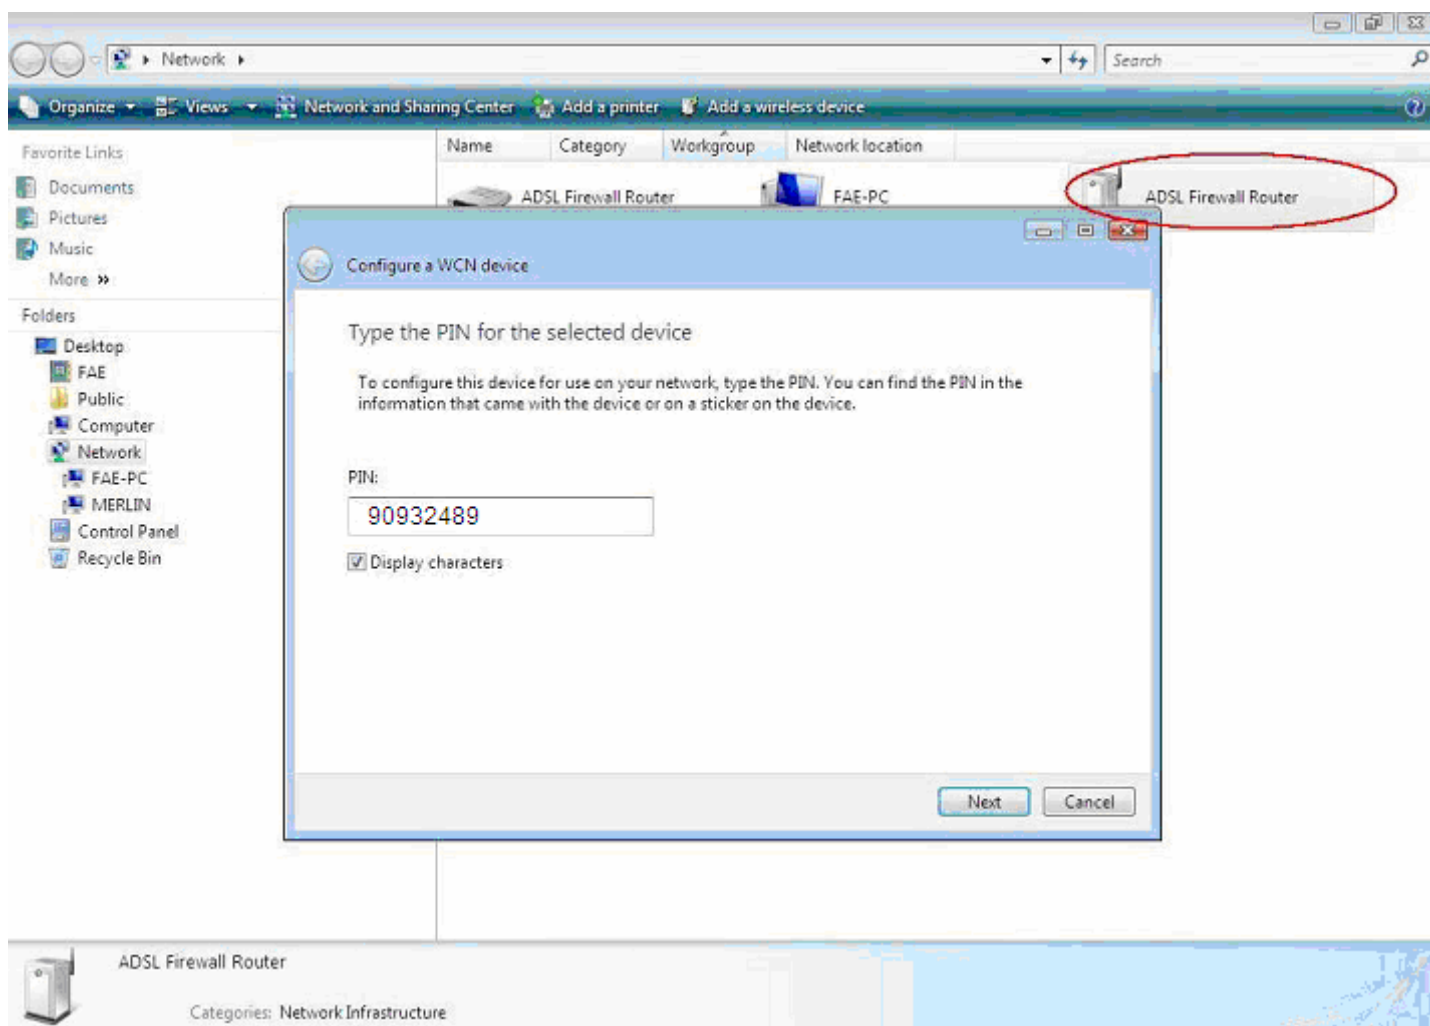 Network
Search
Organize Views Network and Sharing Center Add a printer Add a wireless device
Favorite Links
Documents
Pictures
Music
More »
Folders
Desktop
FAE
Public
Computer
Network
FAE-PC
MERLIN
Control Panel
Recycle Bin
Name Category Workgroup Network location
ADSL Firewall Router FAE-PC ADSL Firewall Router
Configure a WCN device
Type the PIN for the selected device
To configure this device for use on your network, type the PIN. You can find the PIN in the
information that came with the device or on a sticker on the device.
PIN:
90932489
Display characters
Next Cancel
ADSL Firewall Router
Categories: Network Infrastructure